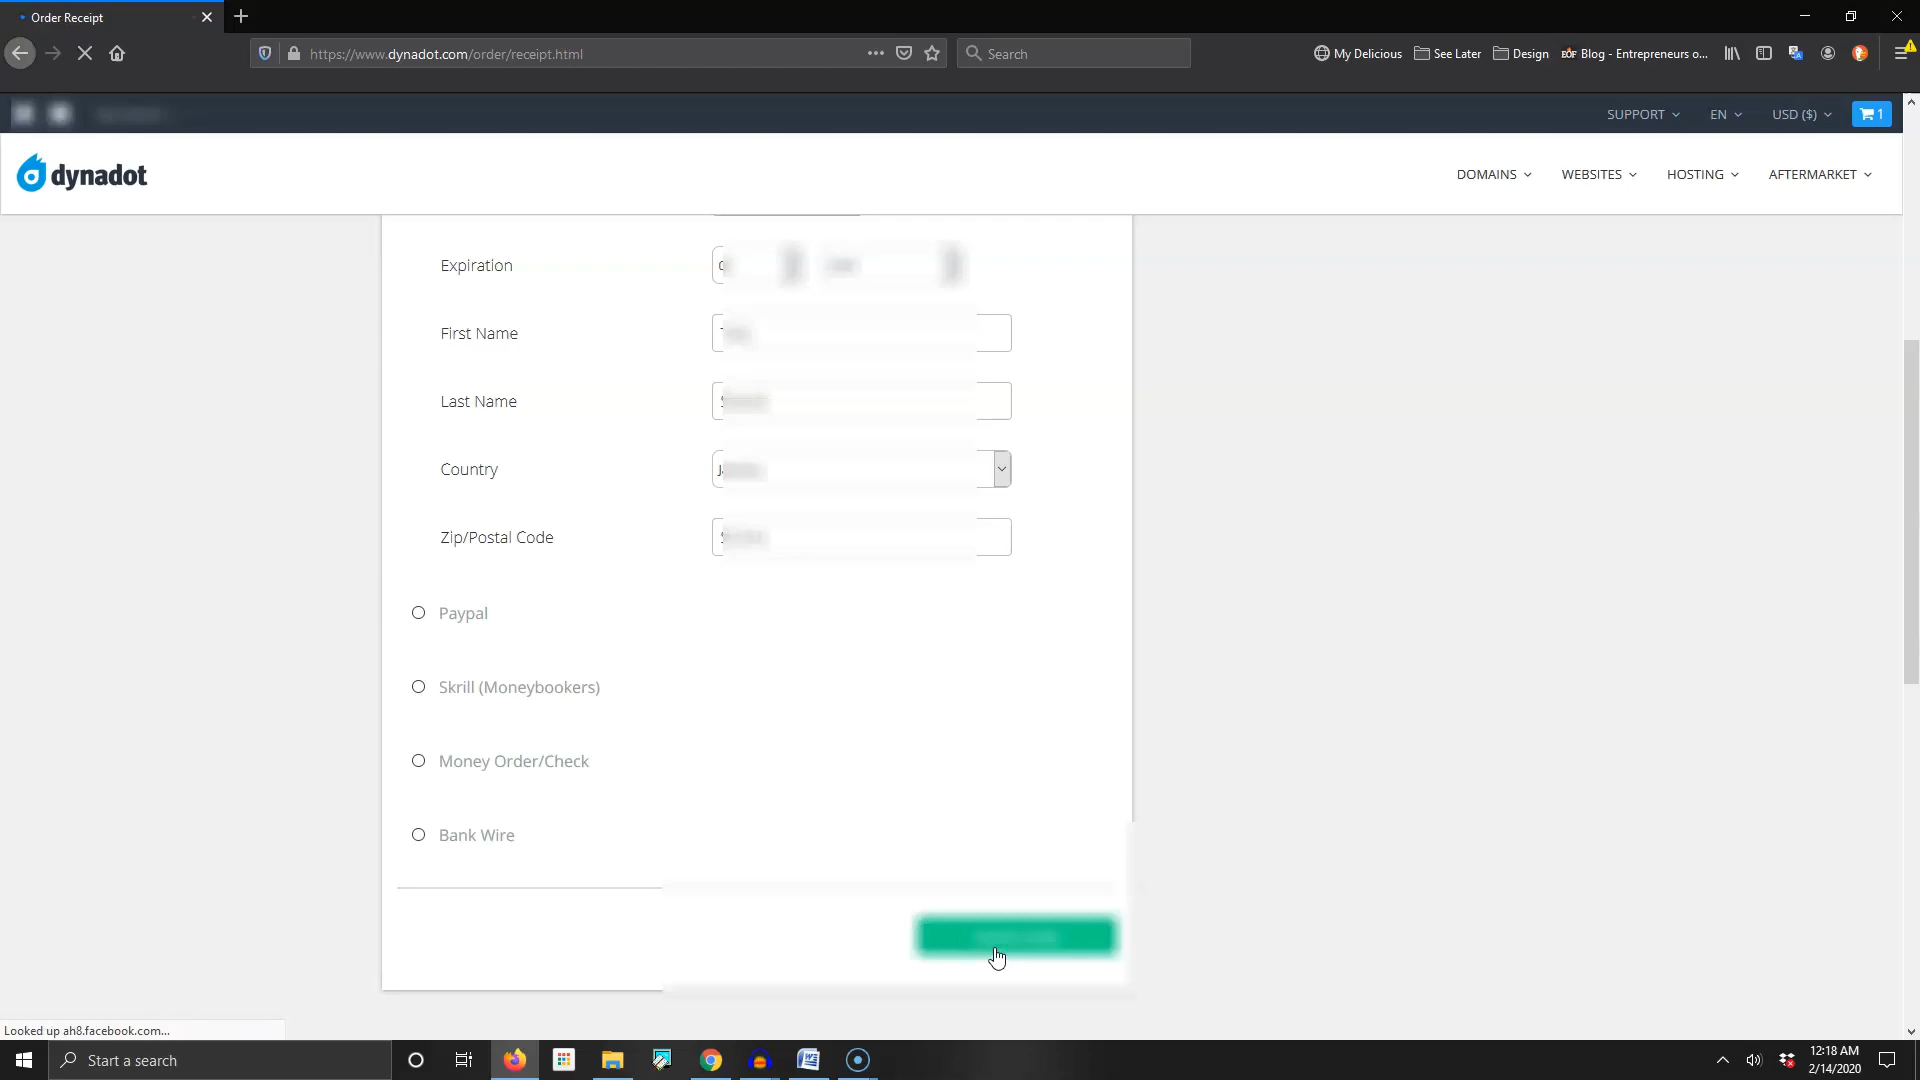 Order Receipt
https://www.dynadot.com/order/receipt.html
Search
My Delicious
See Later
Design
EOF Blog - Entrepreneurs o...
SUPPORT
EN
USD ($)
1
dynadot
DOMAINS
WEBSITES
HOSTING
AFTERMARKET
Expiration
First Name
Last Name
Country
Zip/Postal Code
Paypal
Skrill (Moneybookers)
Money Order/Check
Bank Wire
Looked up ah8.facebook.com...
Start a search
12:18 AM
2/14/2020